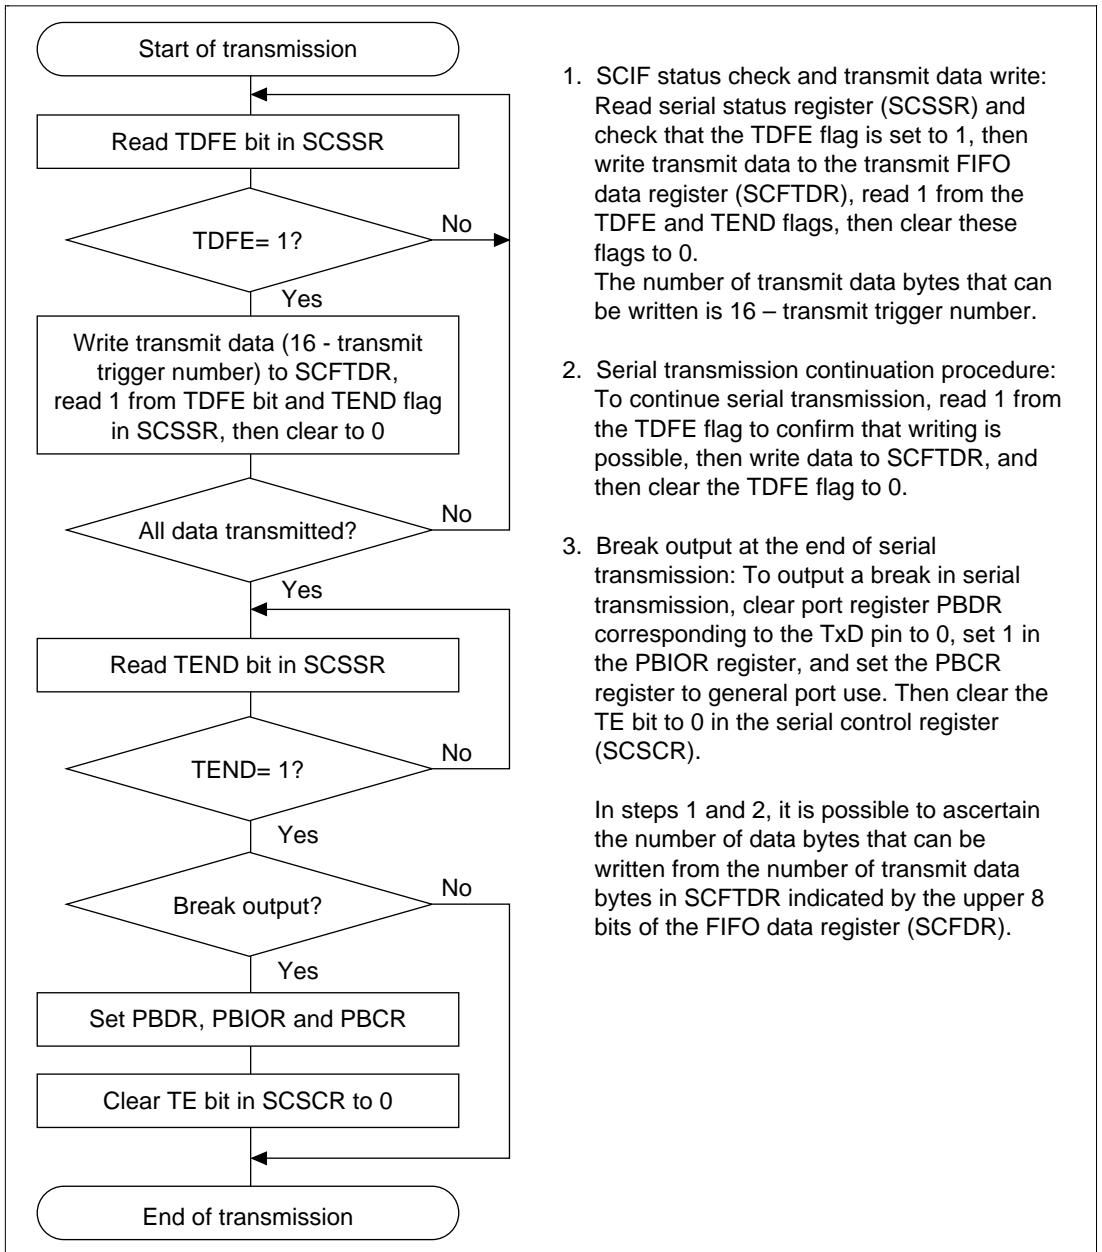 Start of transmission
Read TDFE bit in SCSSR
TDFE= 1?
No
Yes
Write transmit data (16 - transmit
trigger number) to SCFTDR,
read 1 from TDFE bit and TEND flag
in SCSSR, then clear to 0
All data transmitted?
No
Yes
Read TEND bit in SCSSR
TEND= 1?
No
Yes
Break output?
No
Yes
Set PBDR, PBIOR and PBCR
Clear TE bit in SCSCR to 0
End of transmission
1. SCIF status check and transmit data write:
Read serial status register (SCSSR) and
check that the TDFE flag is set to 1, then
write transmit data to the transmit FIFO
data register (SCFTDR), read 1 from the
TDFE and TEND flags, then clear these
flags to 0.
The number of transmit data bytes that can
be written is 16 – transmit trigger number.
2. Serial transmission continuation procedure:
To continue serial transmission, read 1 from
the TDFE flag to confirm that writing is
possible, then write data to SCFTDR, and
then clear the TDFE flag to 0.
3. Break output at the end of serial
transmission: To output a break in serial
transmission, clear port register PBDR
corresponding to the TxD pin to 0, set 1 in
the PBIOR register, and set the PBCR
register to general port use. Then clear the
TE bit to 0 in the serial control register
(SCSCR).
In steps 1 and 2, it is possible to ascertain
the number of data bytes that can be
written from the number of transmit data
bytes in SCFTDR indicated by the upper 8
bits of the FIFO data register (SCFDR).